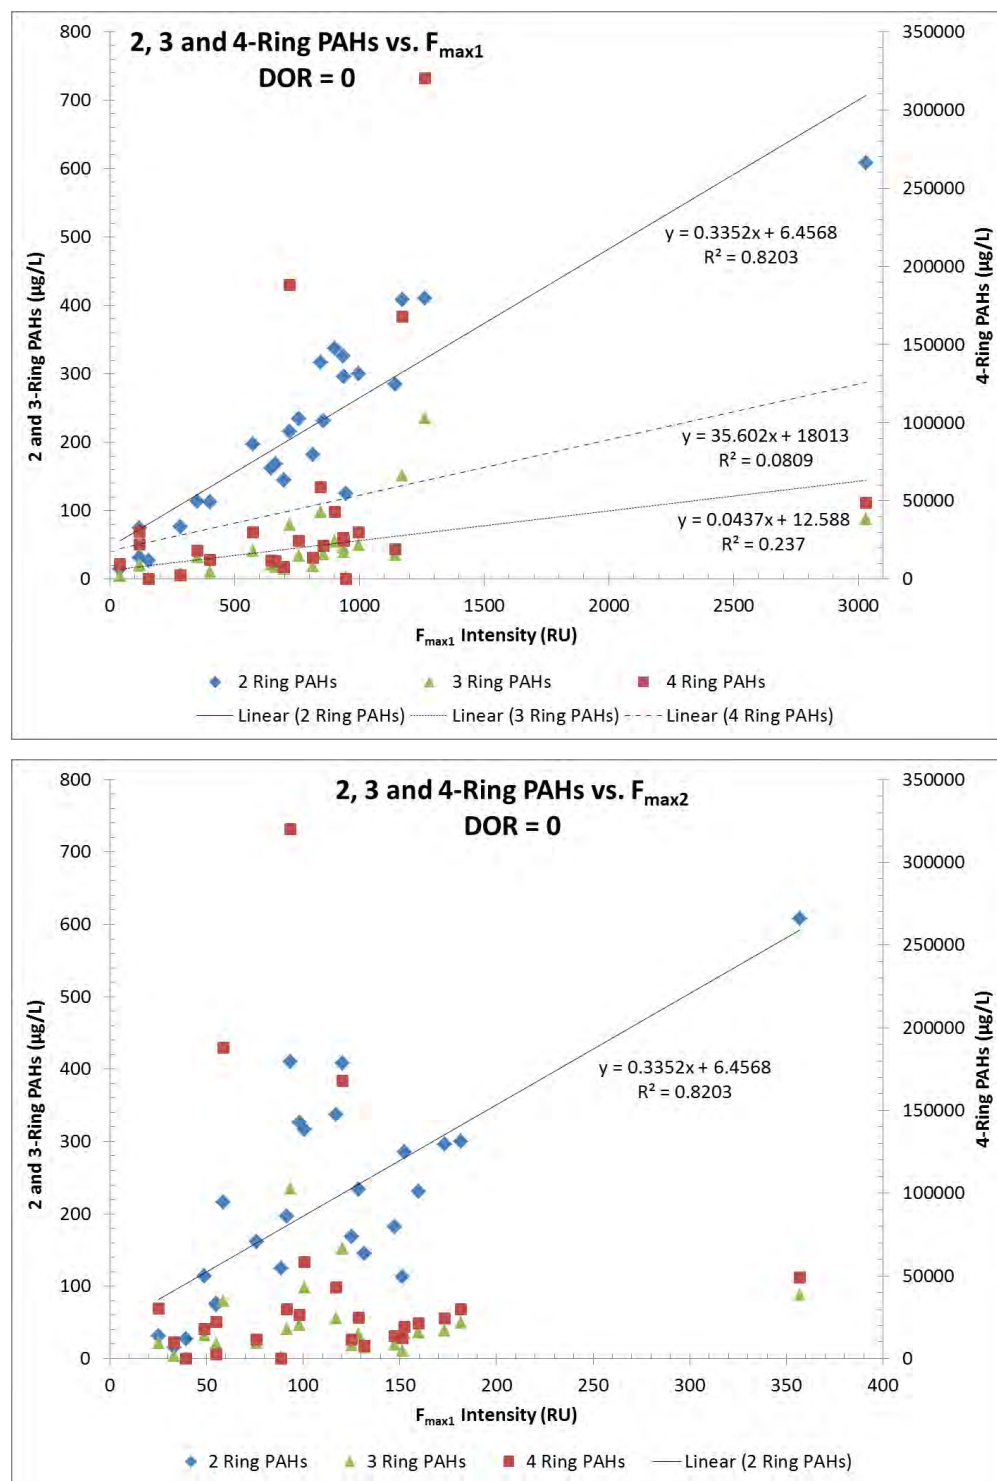 2, 3 and 4-Ring PAHs vs. Fmax1
DOR = 0
800
700
600
500
400
300
200
100
0
2 and 3-Ring PAHs (µg/L)
350000
300000
250000
200000
150000
100000
50000
0
4-Ring PAHs (µg/L)
y = 0.3352x + 6.4568
R² = 0.8203
y = 35.602x + 18013
R² = 0.0809
y = 0.0437x + 12.588
R² = 0.237
0 500 1000 1500 2000 2500 3000
Fmax1 Intensity (RU)
2 Ring PAHs 3 Ring PAHs 4 Ring PAHs
Linear (2 Ring PAHs) Linear (3 Ring PAHs) Linear (4 Ring PAHs)
2, 3 and 4-Ring PAHs vs. Fmax2
DOR = 0
800
700
600
500
400
300
200
100
0
2 and 3-Ring PAHs (µg/L)
350000
300000
250000
200000
150000
100000
50000
0
4-Ring PAHs (µg/L)
y = 0.3352x + 6.4568
R² = 0.8203
0 50 100 150 200 250 300 350 400
Fmax1 Intensity (RU)
2 Ring PAHs 3 Ring PAHs 4 Ring PAHs Linear (2 Ring PAHs)